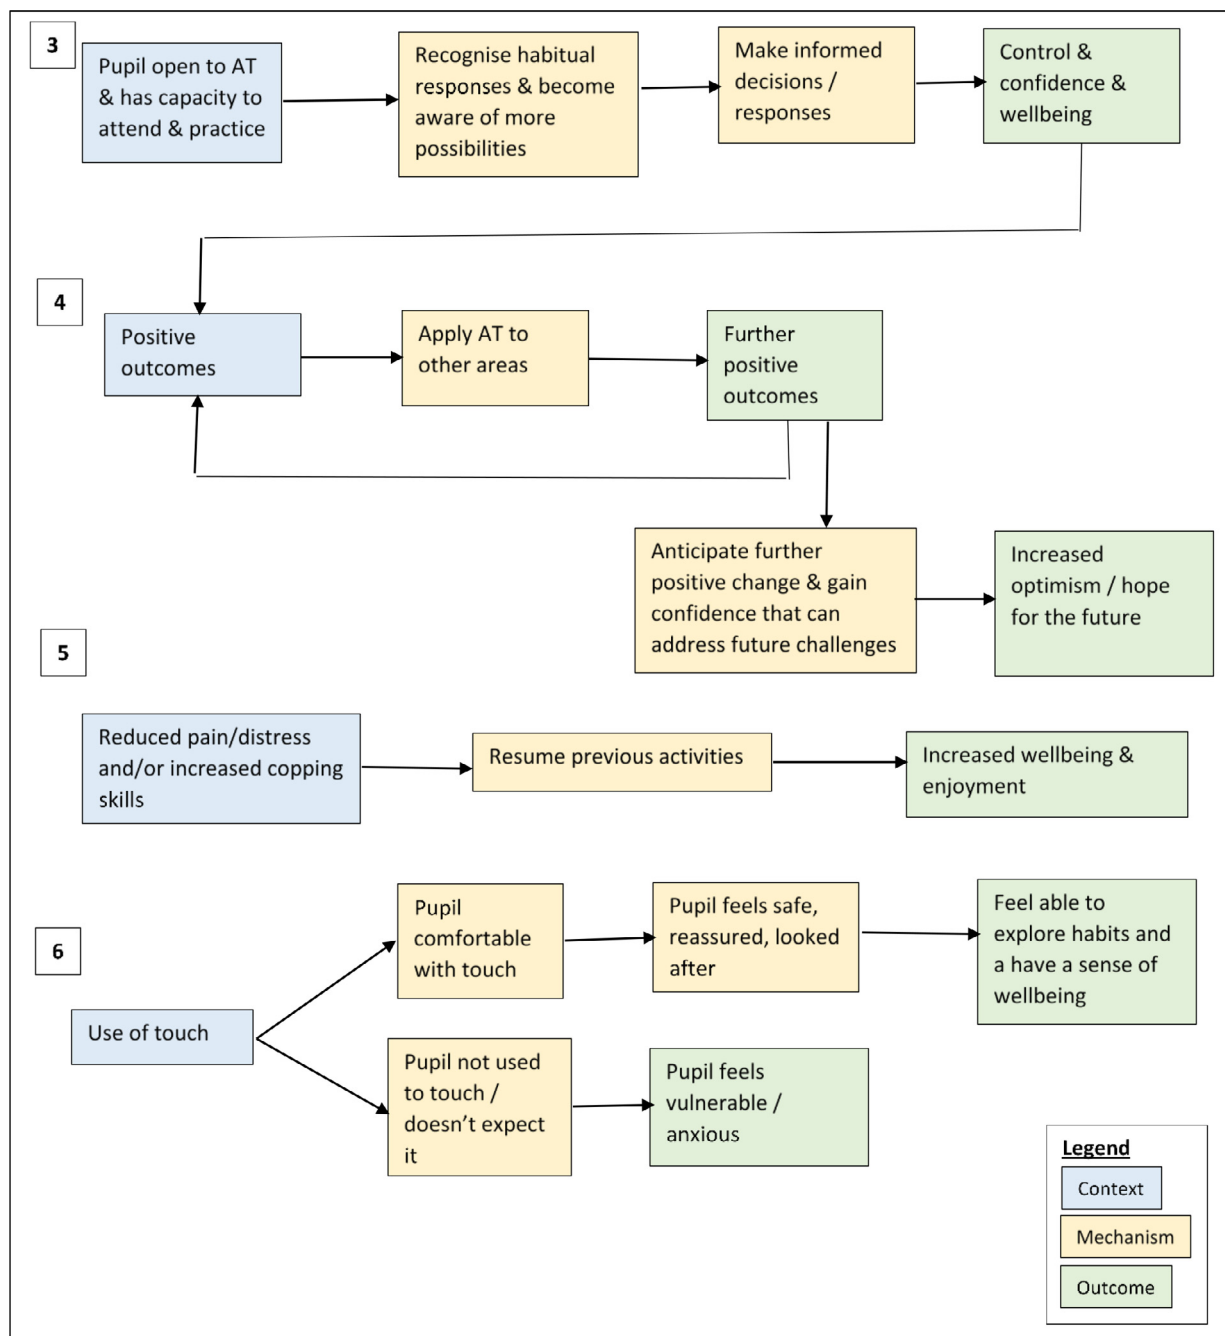 3
Pupil open to AT
& has capacity to
attend & practice
Recognise habitual
responses & become
aware of more
possibilities
Make informed
decisions /
responses
Control &
confidence &
wellbeing
4
Positive
outcomes
Apply AT to
other areas
Further
positive
outcomes
Anticipate further
positive change & gain
confidence that can
address future challenges
Increased
optimism / hope
for the future
5
Reduced pain/distress
and/or increased copping
skills
Resume previous activities
Increased wellbeing &
enjoyment
6
Use of touch
Pupil
comfortable
with touch
Pupil feels safe,
reassured, looked
after
Feel able to
explore habits and
a have a sense of
wellbeing
Pupil not used
to touch /
doesn’t expect
it
Pupil feels
vulnerable /
anxious
Legend
Context
Mechanism
Outcome